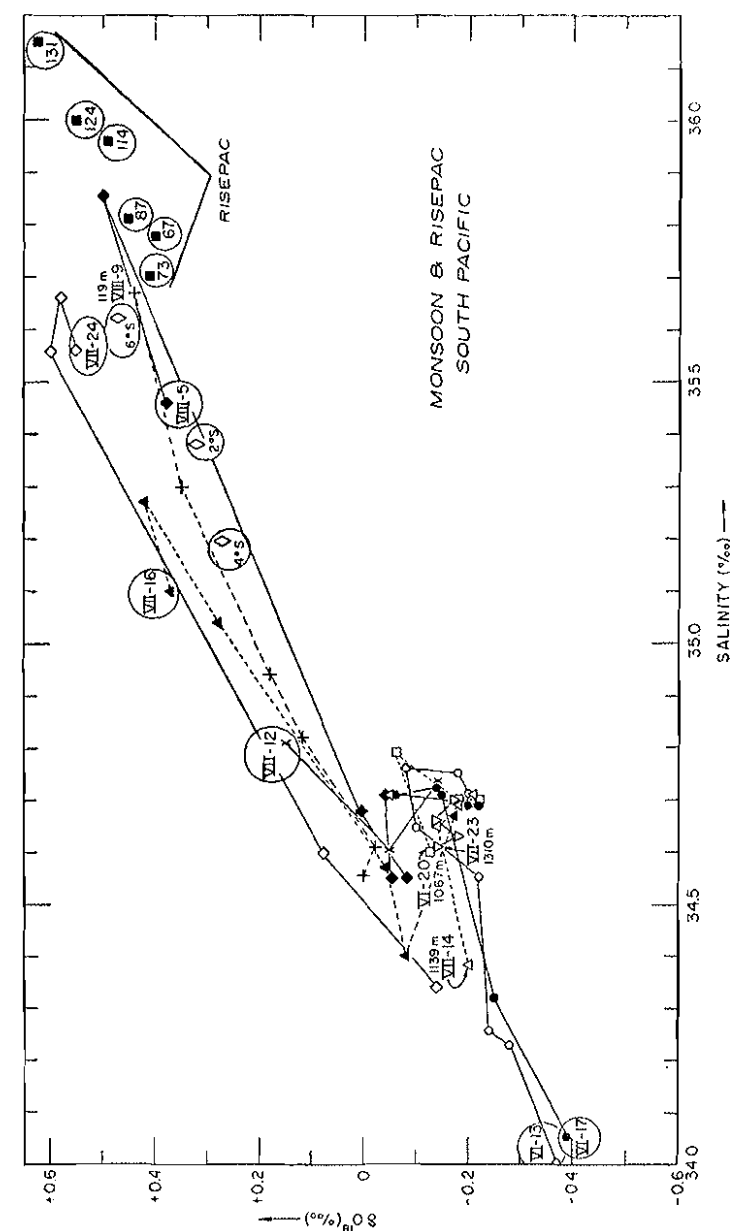 131
124
114
87
67
73
RISEPAC
119m
VIII-9
6°S
VII-24
VIII-5
2°S
4°S
VII-16
VII-12
MONSOON & RISEPAC
SOUTH PACIFIC
VI-20
1067m
VII-23
1310m
1139m
VII-14
VI-13
VII-17
+0.6
+0.4
+0.2
0
-0.2
-0.4
-0.6
δO¹⁸(‰)
34.0
34.5
35.0
35.5
36.0
SALINITY (‰)